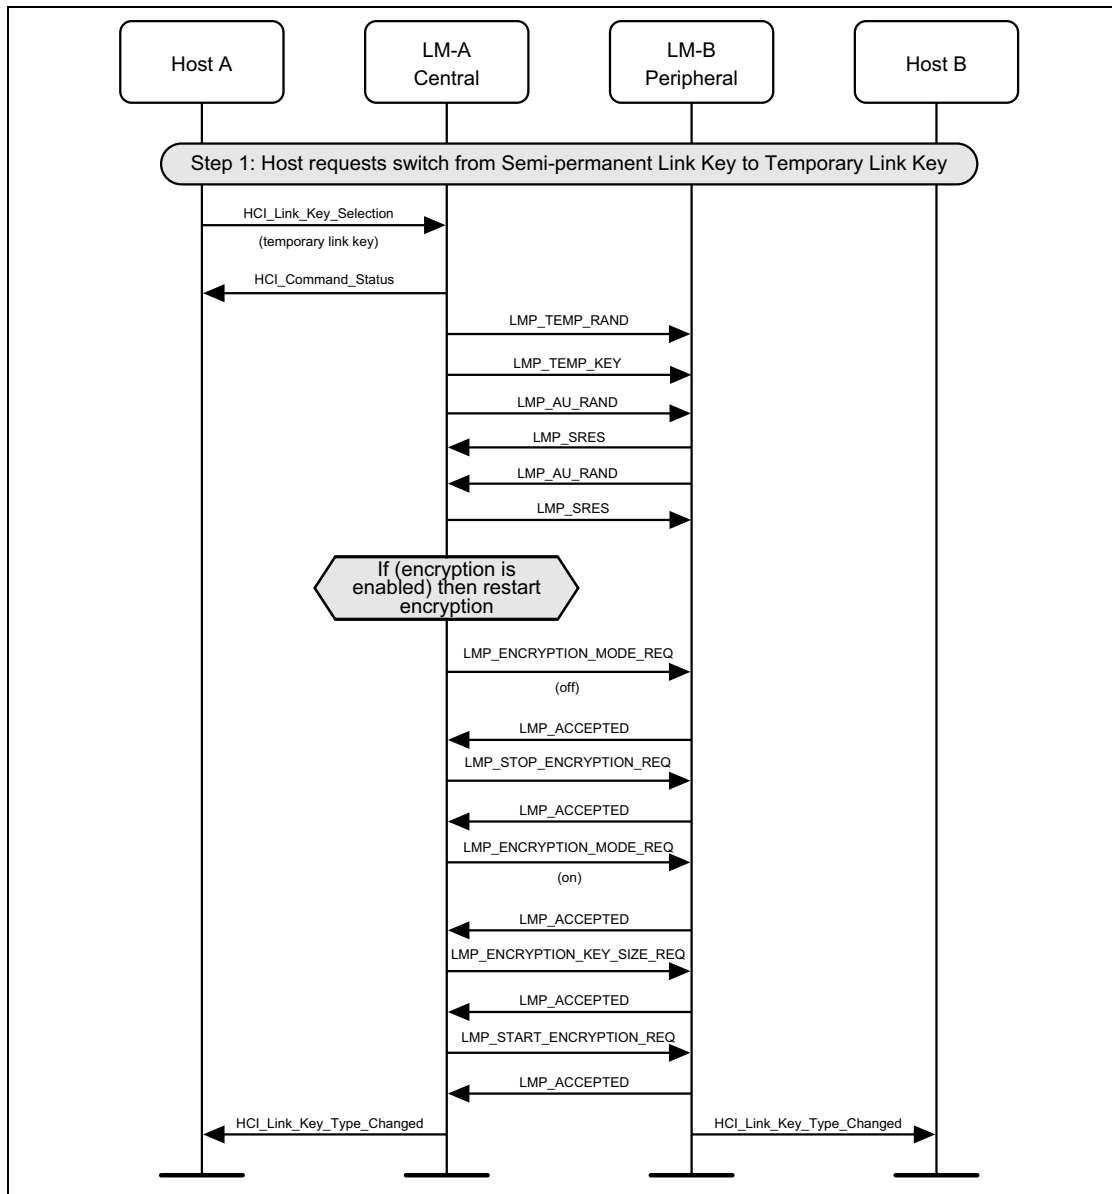 Host A
LM-A
Central
LM-B
Peripheral
Host B
Step 1: Host requests switch from Semi-permanent Link Key to Temporary Link Key
HCI_Link_Key_Selection
(temporary link key)
HCI_Command_Status
LMP_TEMP_RAND
LMP_TEMP_KEY
LMP_AU_RAND
LMP_SRES
LMP_AU_RAND
LMP_SRES
If (encryption is
enabled) then restart
encryption
LMP_ENCRYPTION_MODE_REQ
(off)
LMP_ACCEPTED
LMP_STOP_ENCRYPTION_REQ
LMP_ACCEPTED
LMP_ENCRYPTION_MODE_REQ
(on)
LMP_ACCEPTED
LMP_ENCRYPTION_KEY_SIZE_REQ
LMP_ACCEPTED
LMP_START_ENCRYPTION_REQ
LMP_ACCEPTED
HCI_Link_Key_Type_Changed
HCI_Link_Key_Type_Changed